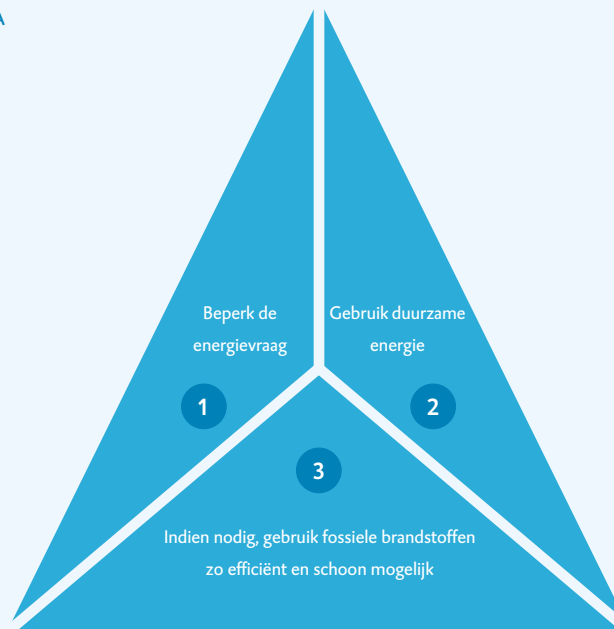 A
Beperk de
energievraag
1
Gebruik duurzame
energie
2
3
Indien nodig, gebruik fossiele brandstoffen
zo efficiënt en schoon mogelijk